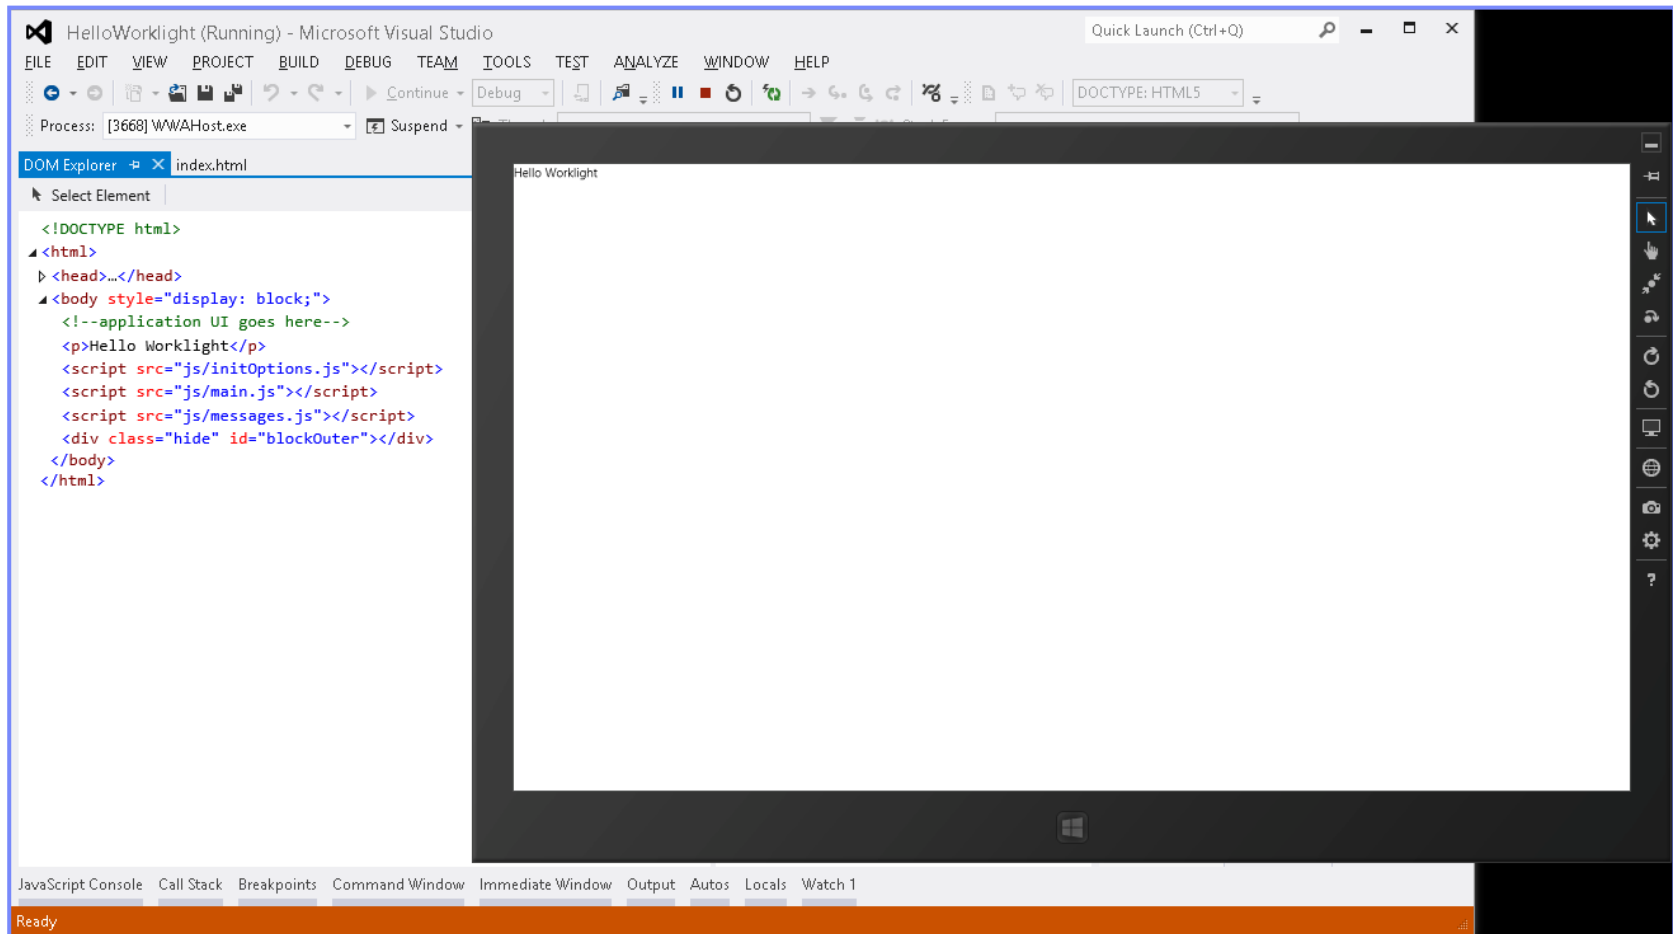 HelloWorklight (Running) - Microsoft Visual Studio
Quick Launch (Ctrl+Q)
FILE EDIT VIEW PROJECT BUILD DEBUG TEAM TOOLS TEST ANALYZE WINDOW HELP
Continue Debug DOCTYPE: HTML5
Process: [3668] WWAHost.exe Suspend
DOM Explorer index.html
Select Element
<!DOCTYPE html>
<html>
<head>…</head>
<body style="display: block;">
<!--application UI goes here-->
<p>Hello Worklight</p>
<script src="js/initOptions.js"></script>
<script src="js/main.js"></script>
<script src="js/messages.js"></script>
<div class="hide" id="blockOuter"></div>
</body>
</html>
Hello Worklight
?
JavaScript Console Call Stack Breakpoints Command Window Immediate Window Output Autos Locals Watch 1
Ready